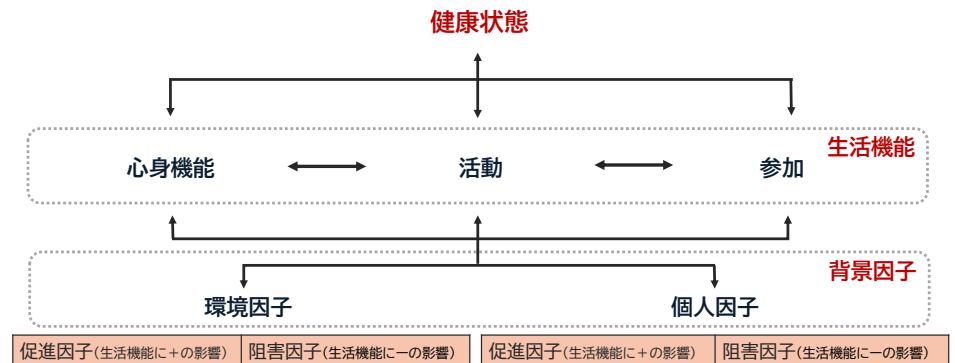 健康状態
生活機能
心身機能
活動
参加
背景因子
環境因子
個人因子
促進因子(生活機能に＋の影響)
阻害因子(生活機能に－の影響)
促進因子(生活機能に＋の影響)
阻害因子(生活機能に－の影響)